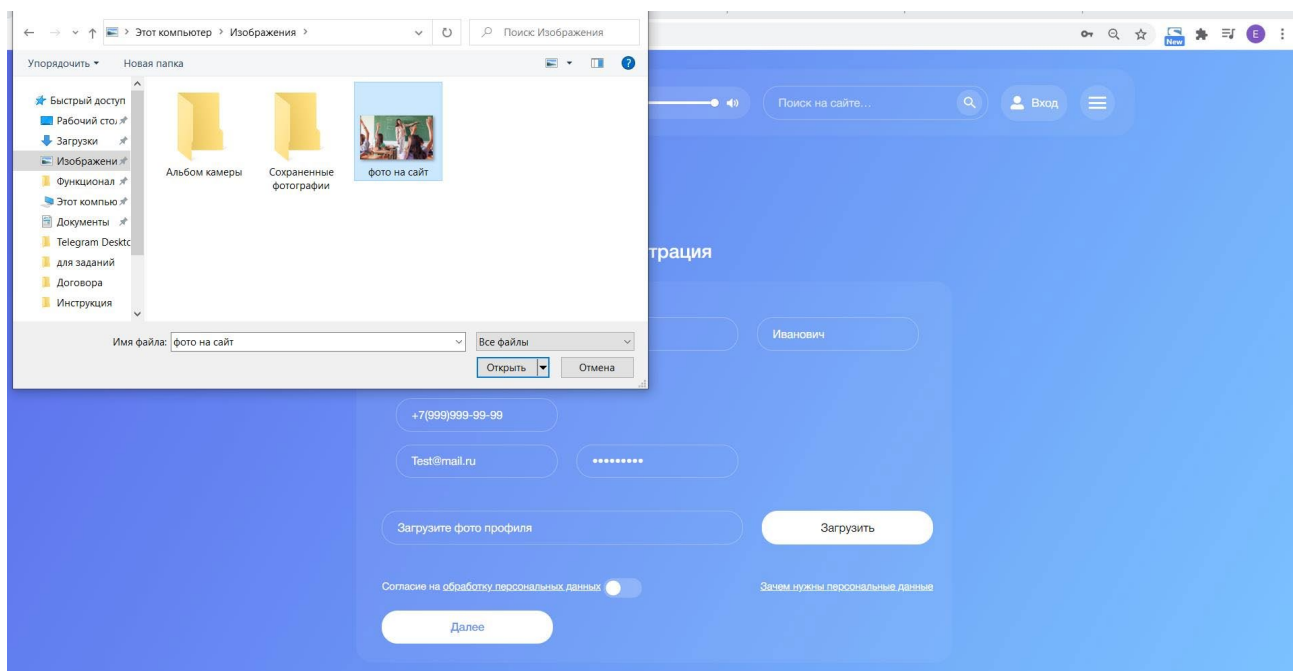 Этот компьютер > Изображения >
Поиск: Изображения
Упорядочить
Новая папка
Быстрый доступ
Рабочий сто
Загрузки
Изображени
Функционал
Этот компью
Документы
Telegram Deskto
для заданий
Договора
Инструкция
Альбом камеры
Сохраненные
фотографии
фото на сайт
Имя файла: фото на сайт
Все файлы
Открыть
Отмена
New
E
Поиск на сайте...
Вход
трация
Иванович
+7(999)999-99-99
Test@mail.ru
•••••••••
Загрузите фото профиля
Загрузить
Согласие на обработку персональных данных
Зачем нужны персональные данные
Далее